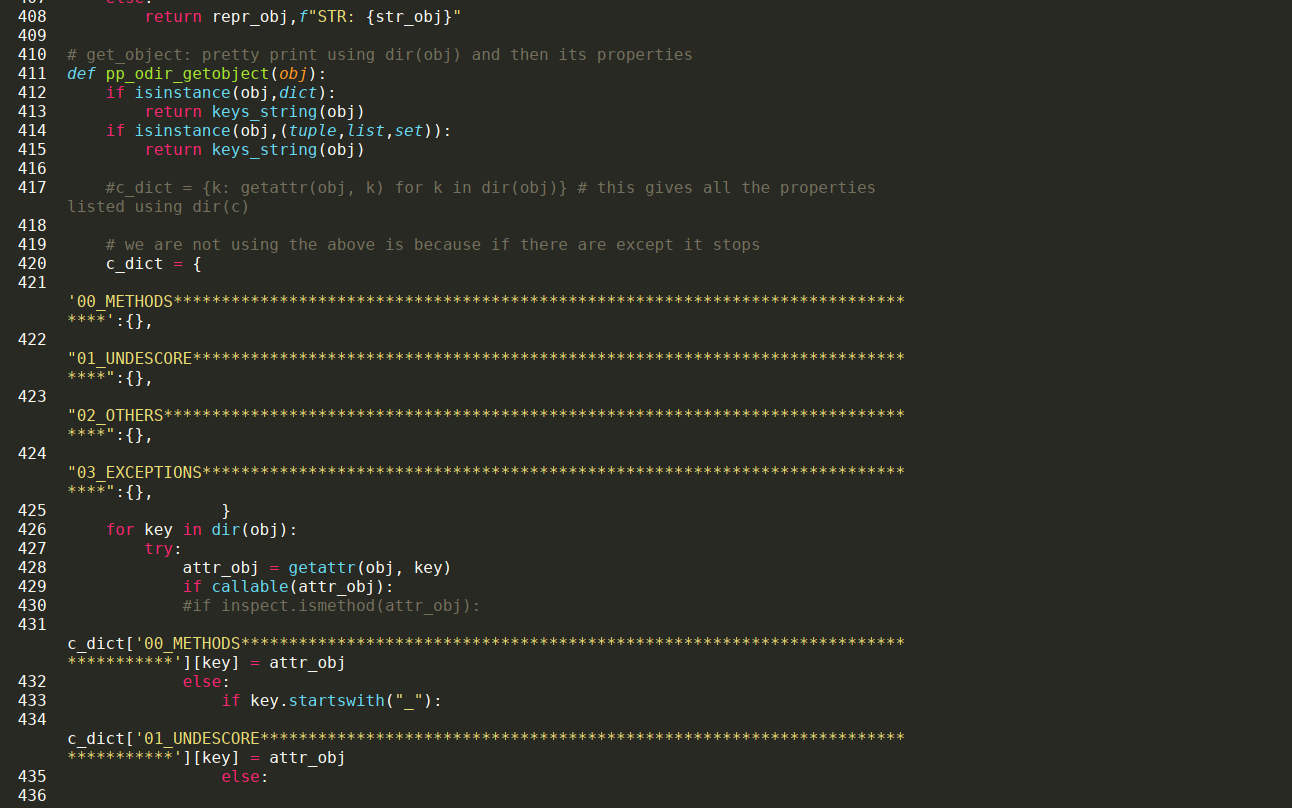 408 return repr_obj,f"STR: {str_obj}"
409
410 # get_object: pretty print using dir(obj) and then its properties
411 def pp_odir_getobject(obj):
412 if isinstance(obj,dict):
413 return keys_string(obj)
414 if isinstance(obj,(tuple,list,set)):
415 return keys_string(obj)
416
417 #c_dict = {k: getattr(obj, k) for k in dir(obj)} # this gives all the properties
listed using dir(c)
418
419 # we are not using the above is because if there are except it stops
420 c_dict = {
421
'00_METHODS****************************************************************************
****':{},
422
"01_UNDESCORE**************************************************************************
****":{},
423
"02_OTHERS*****************************************************************************
****":{},
424
"03_EXCEPTIONS*************************************************************************
****":{},
425 }
426 for key in dir(obj):
427 try:
428 attr_obj = getattr(obj, key)
429 if callable(attr_obj):
430 #if inspect.ismethod(attr_obj):
431
c_dict['00_METHODS*********************************************************************
***********'][key] = attr_obj
432 else:
433 if key.startswith("_"):
434
c_dict['01_UNDESCORE*******************************************************************
***********'][key] = attr_obj
435 else:
436